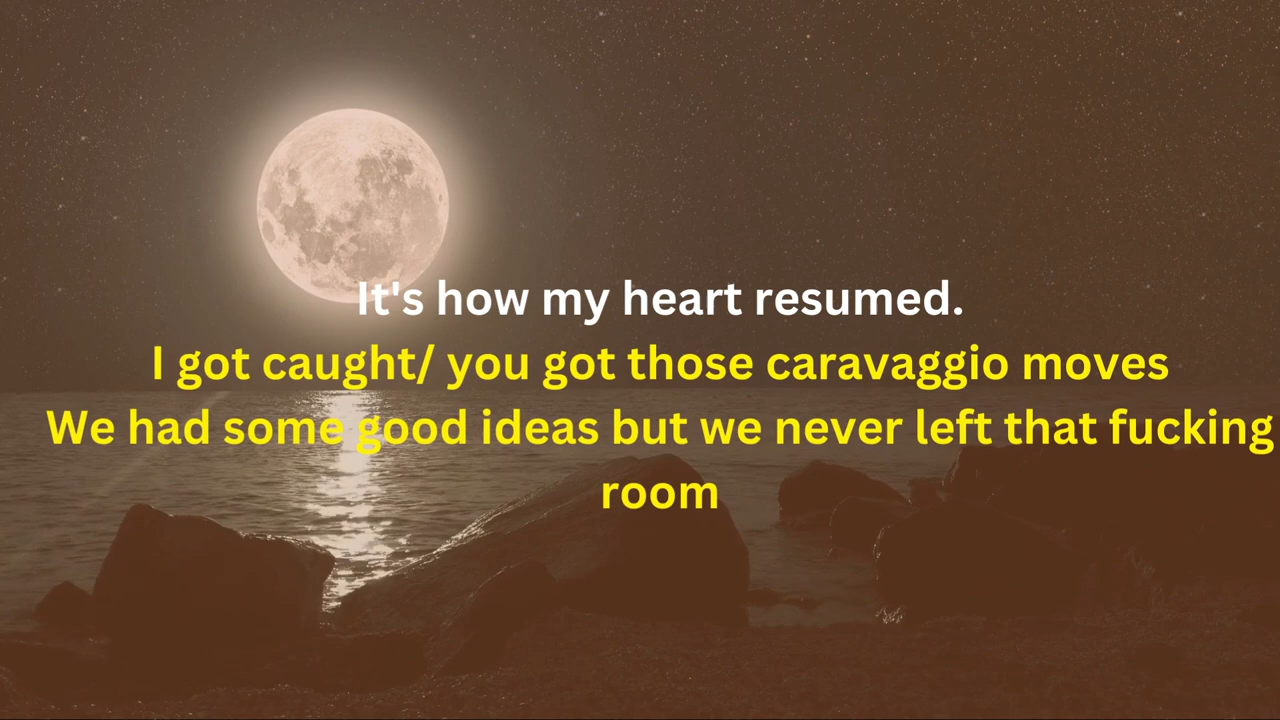 It's how my heart resumed.
I got caught/ you got those caravaggio moves
We had some good ideas but we never left that fucking
room